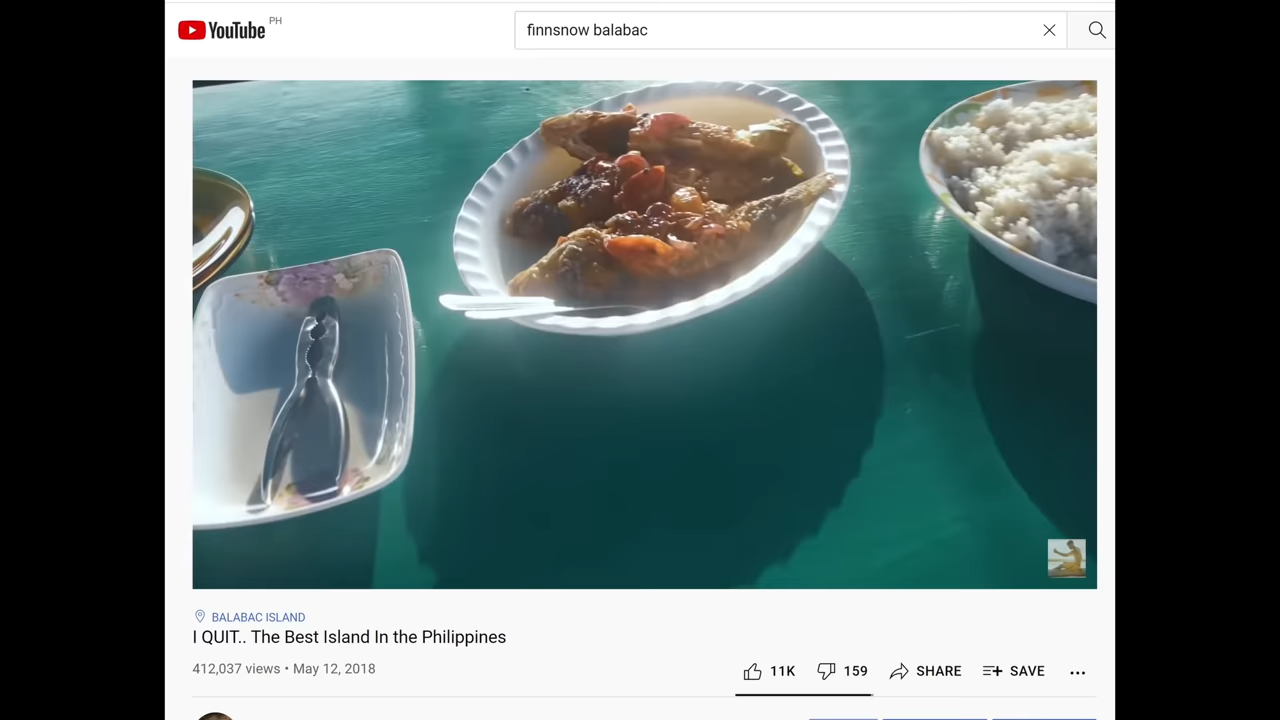 YouTube PH
finnsnow balabac
BALABAC ISLAND
I QUIT.. The Best Island In the Philippines
412,037 views • May 12, 2018
11K 159 SHARE SAVE